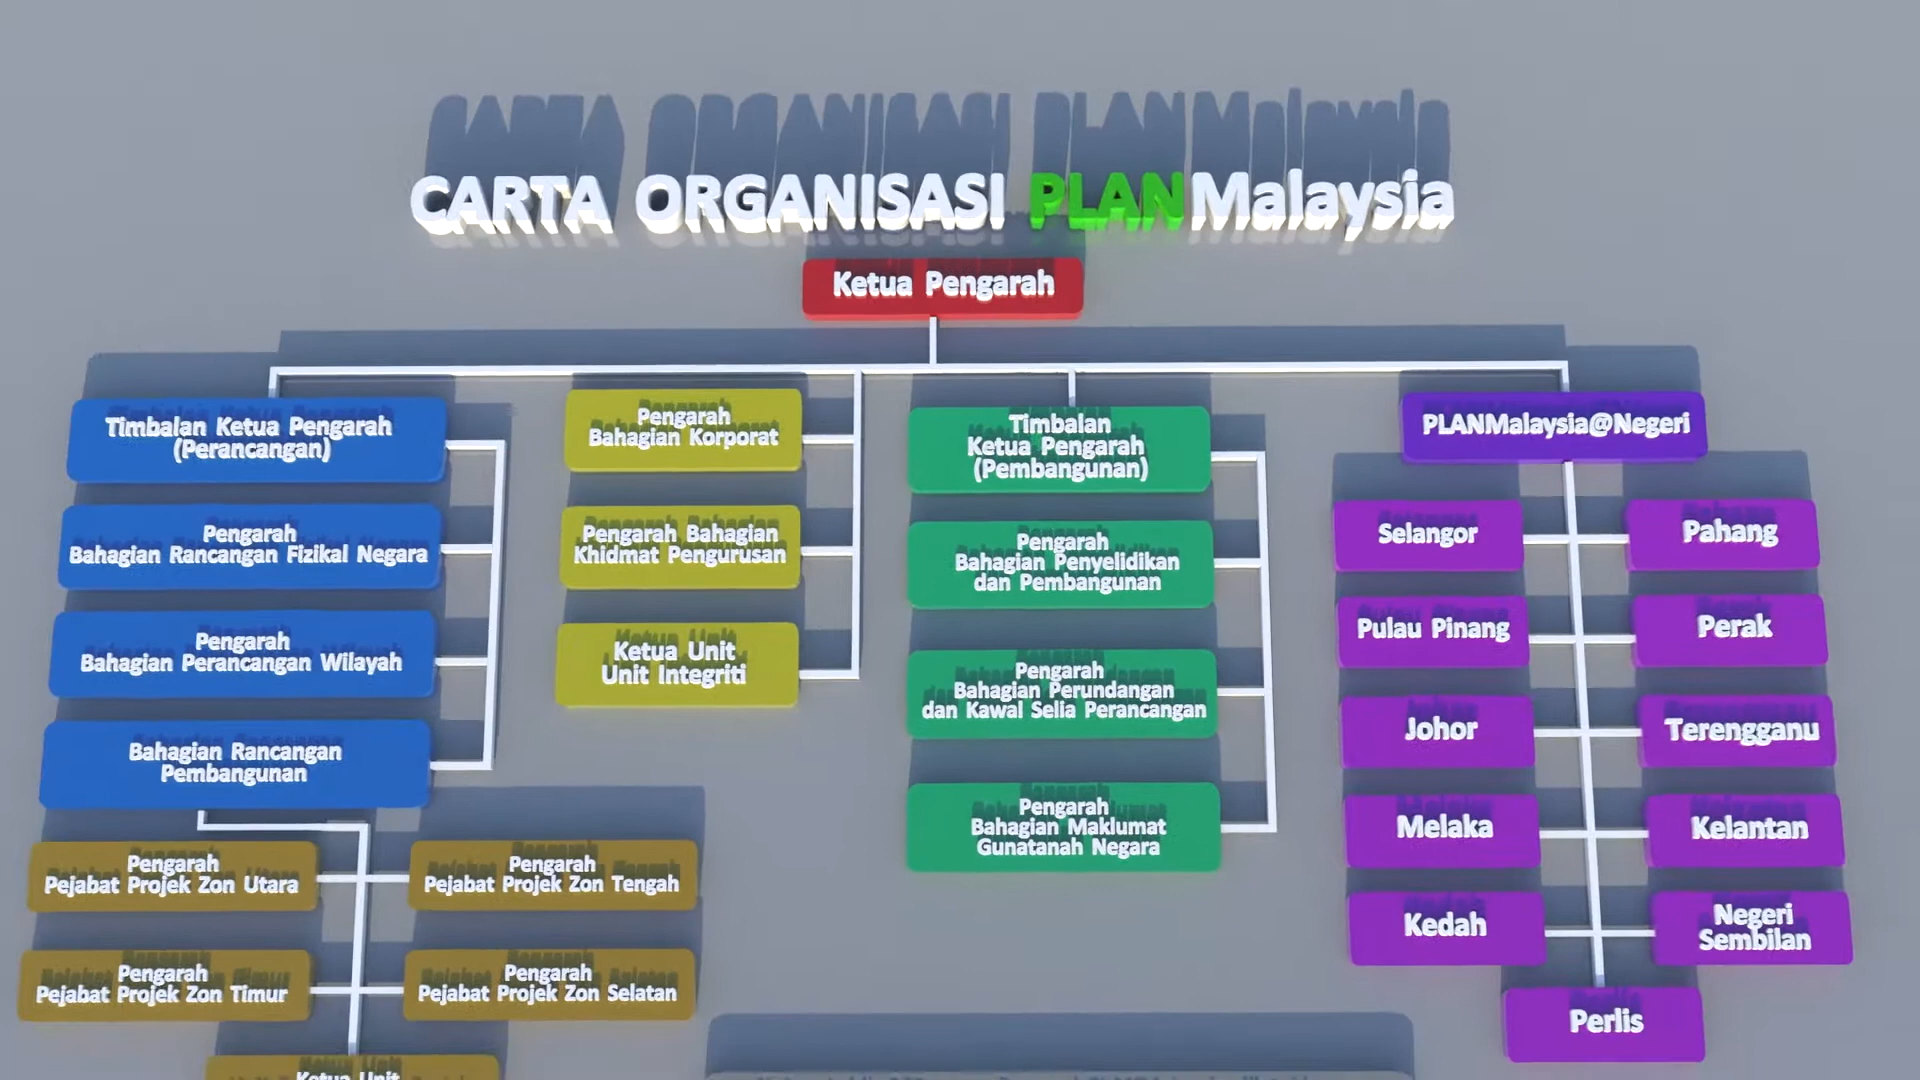 CARTA ORGANISASI PLANMalaysia
Ketua Pengarah
Timbalan Ketua Pengarah
(Perancangan)
Pengarah
Bahagian Rancangan Fizikal Negara
Pengarah
Bahagian Perancangan Wilayah
Bahagian Rancangan
Pembangunan
Pengarah
Pejabat Projek Zon Utara
Pengarah
Pejabat Projek Zon Tengah
Pengarah
Pejabat Projek Zon Timur
Pengarah
Pejabat Projek Zon Selatan
Ketua Unit
Pengarah
Bahagian Korporat
Pengarah Bahagian
Khidmat Pengurusan
Ketua Unit
Unit Integriti
Timbalan
Ketua Pengarah
(Pembangunan)
Pengarah
Bahagian Penyelidikan
dan Pembangunan
Pengarah
Bahagian Perundangan
dan Kawal Selia Perancangan
Pengarah
Bahagian Maklumat
Gunatanah Negara
PLANMalaysia@Negeri
Selangor
Pahang
Pulau Pinang
Perak
Johor
Terengganu
Melaka
Kelantan
Kedah
Negeri
Sembilan
Perlis